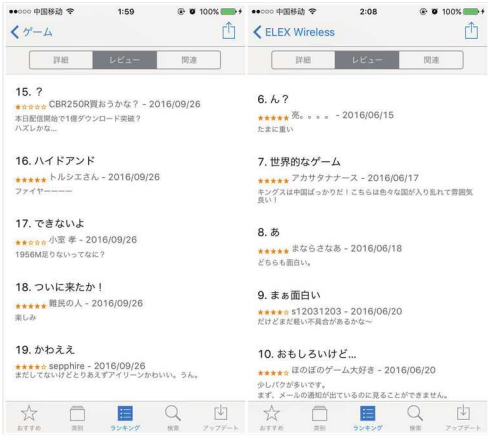 中国移动 1:59 100%
ゲーム
詳細 レビュー 関連
15. ?
CBR250R買おうかな? - 2016/09/26
本日配信開始で1億ダウンロード突破?
ハズレかな...
16. ハイドアンド
トルシエさん - 2016/09/26
ファイヤーーーー
17. できないよ
小室 孝 - 2016/09/26
1956M足りないってなに?
18. ついに来たか!
難民の人 - 2016/09/26
楽しみ
19. かわええ
sepphire - 2016/09/26
まだしてないけどとりあえずアイリーンかわいい。うん。
おすすめ 類別 ランキング 検索 アップデート
中国移动 2:08 100%
ELEX Wireless
詳細 レビュー 関連
6. ん?
亮。。。。 - 2016/06/15
たまに重い
7. 世界的なゲーム
アカサタナナース - 2016/06/17
キングスは中国ばっかりだ!こちらは色々な国が入り乱れて雰囲気
良い!
8. あ
まならさなあ - 2016/06/18
どちらも面白い。
9. まぁ面白い
s12031203 - 2016/06/20
だけどまだ軽い不具合があるかな〜
10. おもしろいけど...
ほのぼのゲーム大好き - 2016/06/20
少しバクが多いです。
まず、メールの通知が出ているのに見ることができません。
おすすめ 類別 ランキング 検索 アップデート